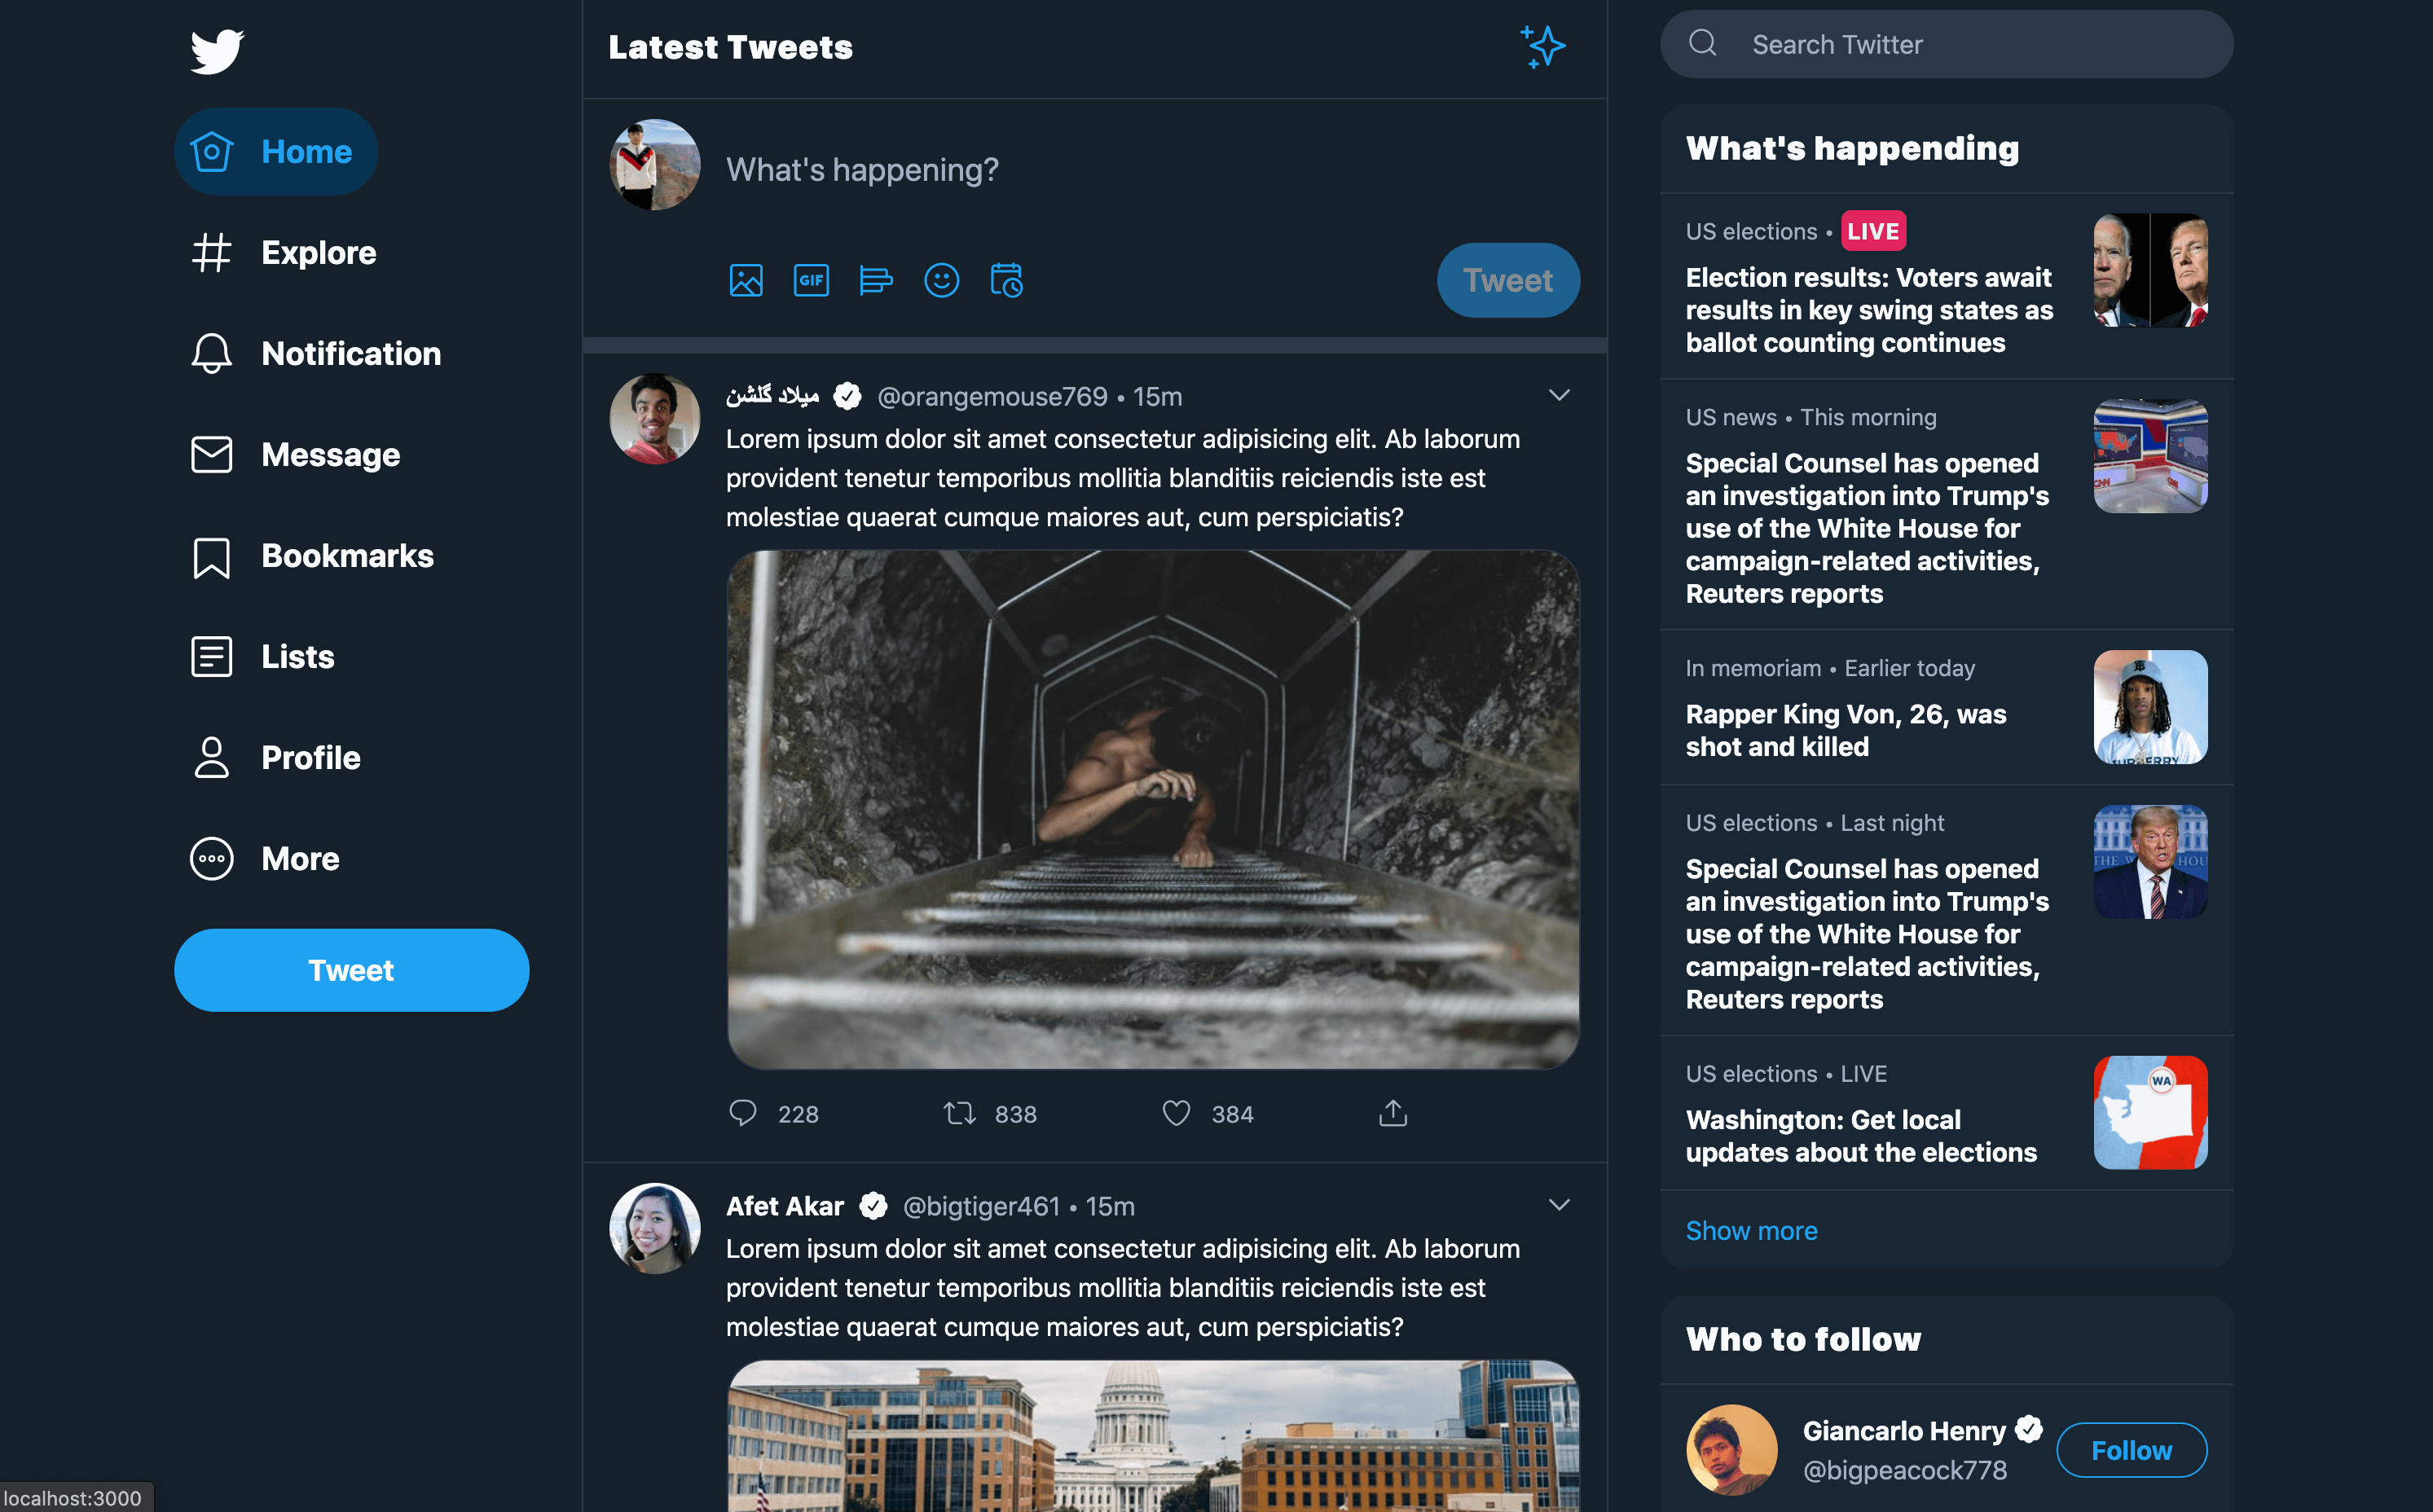 Home
Explore
Notification
Message
Bookmarks
Lists
Profile
More
Tweet
localhost:3000
Latest Tweets
What's happening?
GIF
Tweet
میلاد گلشن @orangemouse769 • 15m
Lorem ipsum dolor sit amet consectetur adipisicing elit. Ab laborum
provident tenetur temporibus mollitia blanditiis reiciendis iste est
molestiae quaerat cumque maiores aut, cum perspiciatis?
228 838 384
Afet Akar @bigtiger461 • 15m
Lorem ipsum dolor sit amet consectetur adipisicing elit. Ab laborum
provident tenetur temporibus mollitia blanditiis reiciendis iste est
molestiae quaerat cumque maiores aut, cum perspiciatis?
Search Twitter
What's happending
US elections • LIVE
Election results: Voters await
results in key swing states as
ballot counting continues
US news • This morning
Special Counsel has opened
an investigation into Trump's
use of the White House for
campaign-related activities,
Reuters reports
CNN
In memoriam • Earlier today
Rapper King Von, 26, was
shot and killed
US elections • Last night
Special Counsel has opened
an investigation into Trump's
use of the White House for
campaign-related activities,
Reuters reports
THE W HOU
US elections • LIVE
Washington: Get local
updates about the elections
WA
Show more
Who to follow
Giancarlo Henry
@bigpeacock778
Follow